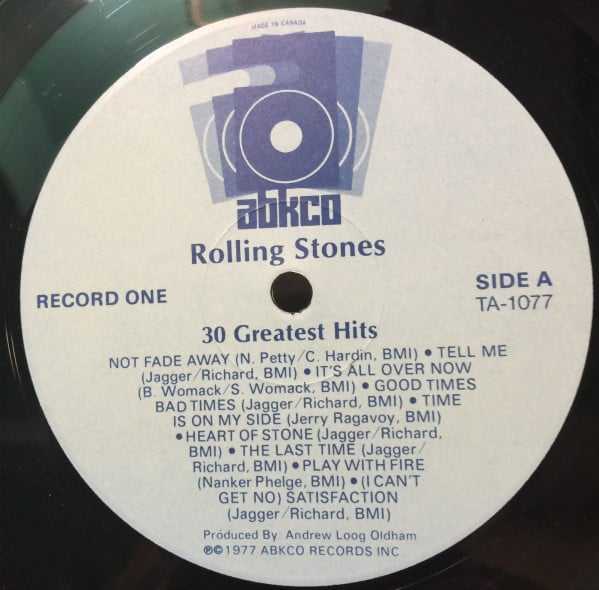 MADE IN CANADA
abkco
Rolling Stones
RECORD ONE
SIDE A
TA-1077
30 Greatest Hits
NOT FADE AWAY (N. Petty/C. Hardin, BMI) • TELL ME
(Jagger/Richard, BMI) • IT'S ALL OVER NOW
(B. Womack/S. Womack, BMI) • GOOD TIMES
BAD TIMES (Jagger/Richard, BMI) • TIME
IS ON MY SIDE (Jerry Ragavoy, BMI)
• HEART OF STONE (Jagger/Richard,
BMI) • THE LAST TIME (Jagger/
Richard, BMI) • PLAY WITH FIRE
(Nanker Phelge, BMI) • (I CAN'T
GET NO) SATISFACTION
(Jagger/Richard, BMI)
Produced By: Andrew Loog Oldham
℗©1977 ABKCO RECORDS INC.